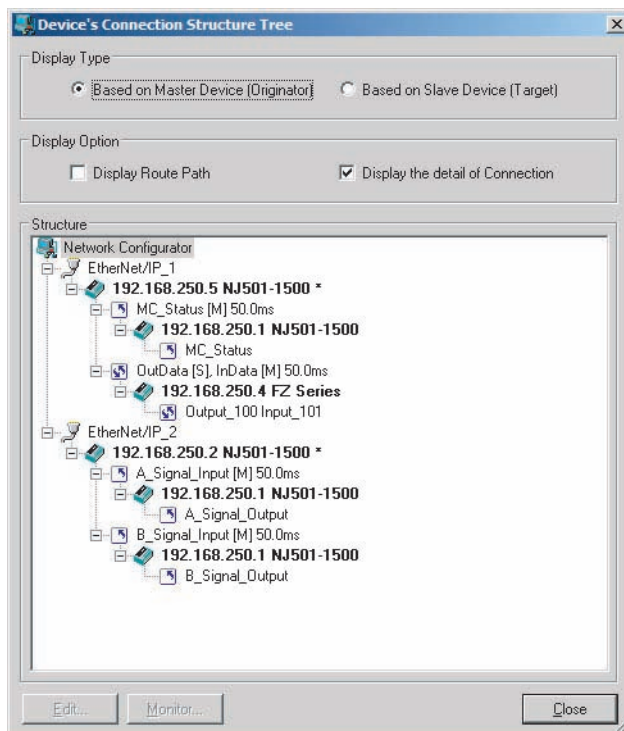 Device's Connection Structure Tree
Display Type
Based on Master Device (Originator) Based on Slave Device (Target)
Display Option
Display Route Path Display the detail of Connection
Structure
Network Configurator
EtherNet/IP_1
192.168.250.5 NJ501-1500 *
MC_Status [M] 50.0ms
192.168.250.1 NJ501-1500
MC_Status
OutData [S], InData [M] 50.0ms
192.168.250.4 FZ Series
Output_100 Input_101
EtherNet/IP_2
192.168.250.2 NJ501-1500 *
A_Signal_Input [M] 50.0ms
192.168.250.1 NJ501-1500
A_Signal_Output
B_Signal_Input [M] 50.0ms
192.168.250.1 NJ501-1500
B_Signal_Output
Edit... Monitor... Close